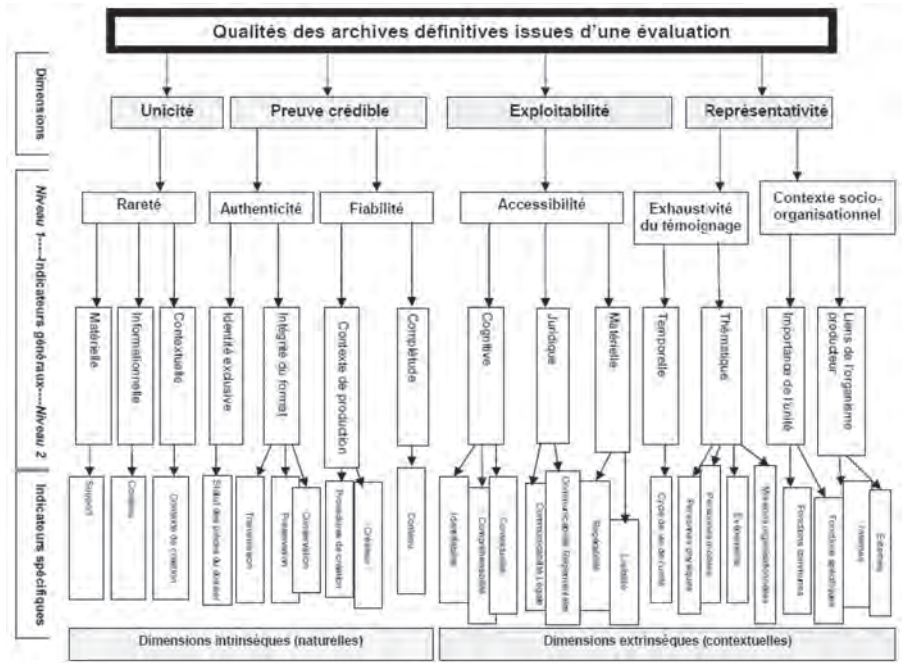 Qualités des archives définitives issues d'une évaluation
Dimensions
Unicité
Preuve crédible
Exploitabilité
Représentativité
Niveau 1----Indicateurs généraux----Niveau 2
Rareté
Authenticité
Fiabilité
Accessibilité
Exhaustivité
du témoignage
Contexte socio-
organisationnel
Matérielle
Informationnelle
Contextuelle
Identité exclusive
Intégrité du format
Contexte de production
Complétude
Cognitive
Juridique
Matérielle
Temporelle
Thématique
Importance de l'unité
Liens de l'organisme
producteur
Indicateurs spécifiques
Support
Contenu
Contexte de création
Statut des pièces du dossier
Transmission
Préservation
Conservation
Procédures de création
Créateur
Contenu
Identifiabilité
Compréhensibilité
Contextualisé
Communicabilité Légale
Repérabilité
Lisibilité
Cycle de vie de l'unité
Personnes physiques
Personnes morales
Evénements
Missions organisationnelles
Fonctions communes
Fonctions spécifiques
Internes
Externes
Dimensions intrinsèques (naturelles)
Dimensions extrinsèques (contextuelles)